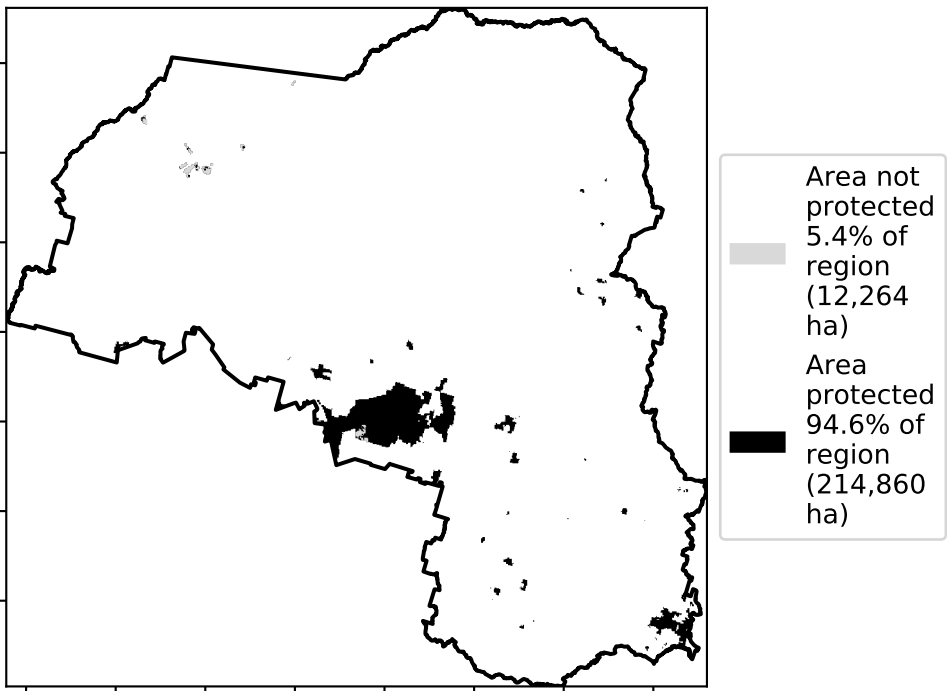 Area not
protected
5.4% of
region
(12,264
ha)
Area
protected
94.6% of
region
(214,860
ha)